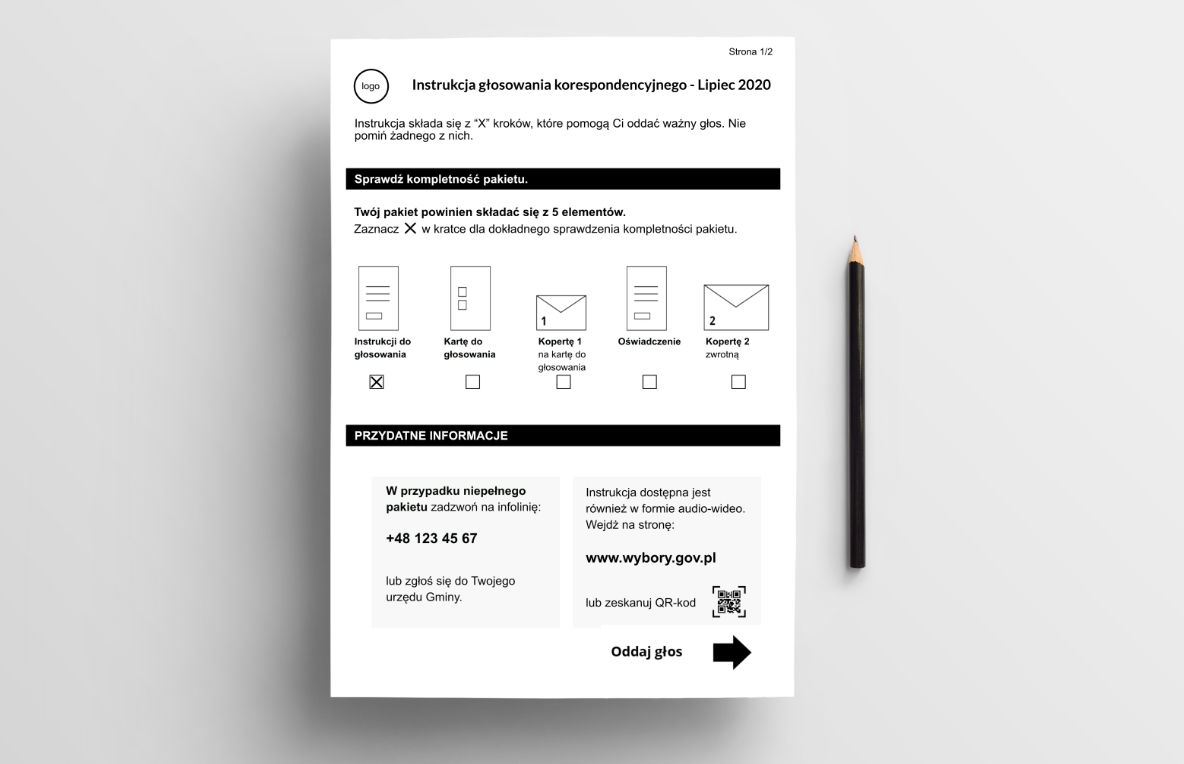 Strona 1/2
logo
Instrukcja głosowania korespondencyjnego - Lipiec 2020
Instrukcja składa się z “X” kroków, które pomogą Ci oddać ważny głos. Nie
pomiń żadnego z nich.
Sprawdź kompletność pakietu.
Twój pakiet powinien składać się z 5 elementów.
Zaznacz X w kratce dla dokładnego sprawdzenia kompletności pakietu.
1
2
Instrukcji do
głosowania
Kartę do
głosowania
Kopertę 1
na kartę do
głosowania
Oświadczenie
Kopertę 2
zwrotną
PRZYDATNE INFORMACJE
W przypadku niepełnego
pakietu zadzwoń na infolinię:
+48 123 45 67
lub zgłoś się do Twojego
urzędu Gminy.
Instrukcja dostępna jest
również w formie audio-wideo.
Wejdź na stronę:
www.wybory.gov.pl
lub zeskanuj QR-kod
Oddaj głos